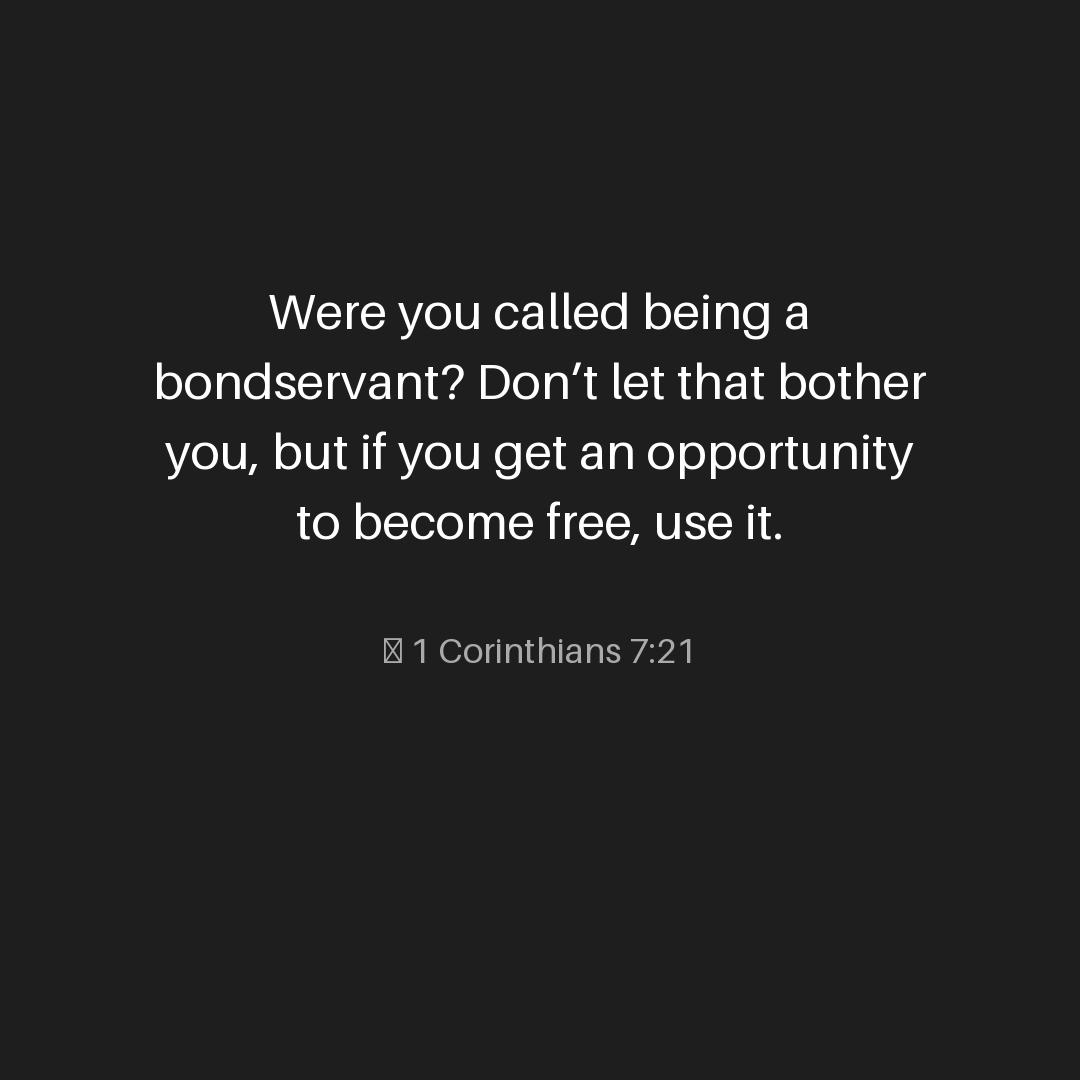 Were you called being a
bondservant? Don’t let that bother
you, but if you get an opportunity
to become free, use it.
1 Corinthians 7:21